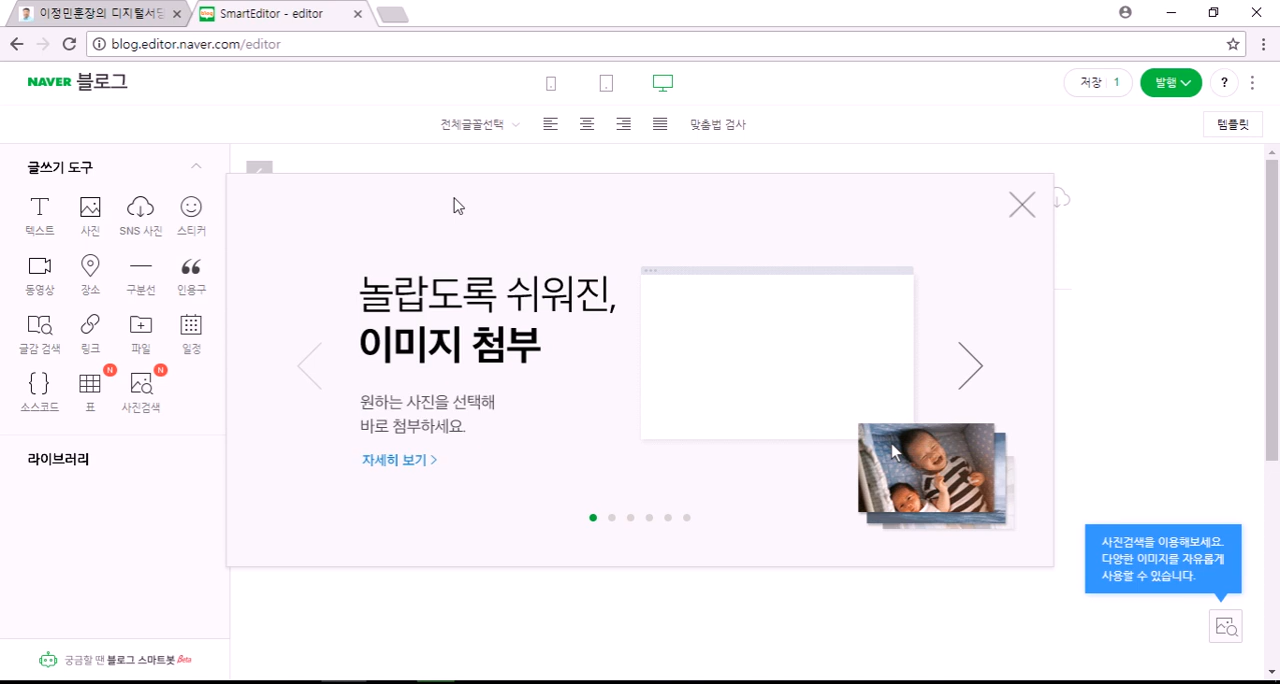 이정민훈장의 디지털서당
SmartEditor - editor
blog.editor.naver.com/editor
NAVER 블로그
저장 1
발행
?
전체글꼴선택
맞춤법 검사
템플릿
글쓰기 도구
텍스트
사진
SNS 사진
스티커
동영상
장소
구분선
인용구
글감 검색
링크
파일
일정
N
N
소스코드
표
사진검색
라이브러리
놀랍도록 쉬워진,
이미지 첨부
원하는 사진을 선택해
바로 첨부하세요.
자세히 보기 >
사진검색을 이용해보세요.
다양한 이미지를 자유롭게
사용할 수 있습니다.
궁금할 땐 블로그 스마트봇 Beta